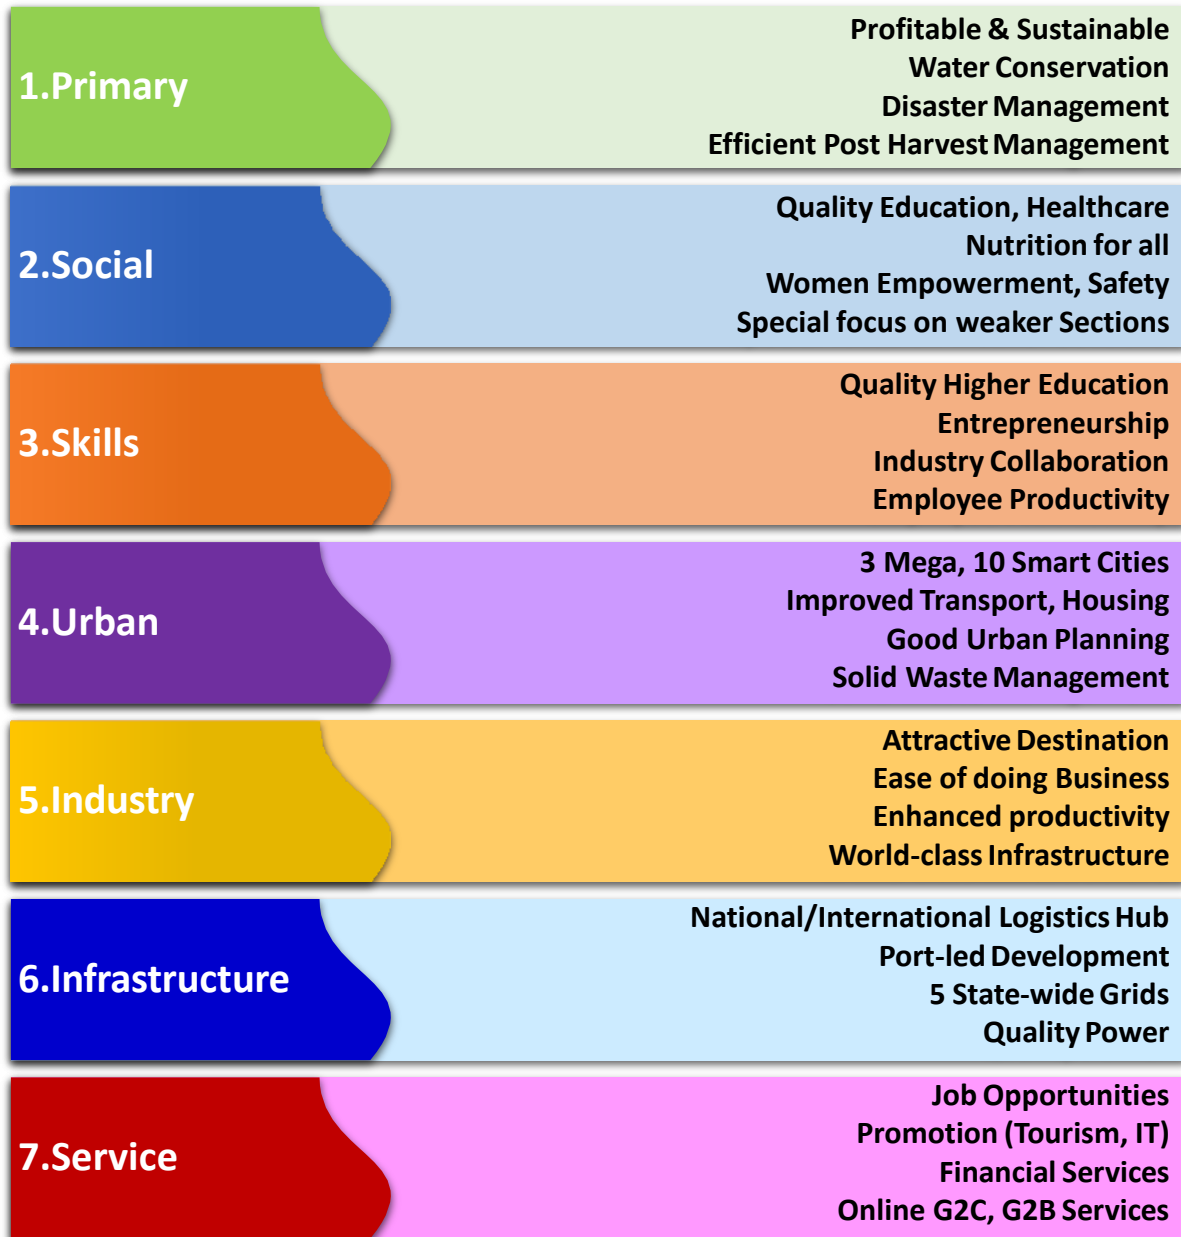 1.Primary
Profitable & Sustainable
Water Conservation
Disaster Management
Efficient Post Harvest Management
2.Social
Quality Education, Healthcare
Nutrition for all
Women Empowerment, Safety
Special focus on weaker Sections
3.Skills
Quality Higher Education
Entrepreneurship
Industry Collaboration
Employee Productivity
4.Urban
3 Mega, 10 Smart Cities
Improved Transport, Housing
Good Urban Planning
Solid Waste Management
5.Industry
Attractive Destination
Ease of doing Business
Enhanced productivity
World-class Infrastructure
6.Infrastructure
National/International Logistics Hub
Port-led Development
5 State-wide Grids
Quality Power
7.Service
Job Opportunities
Promotion (Tourism, IT)
Financial Services
Online G2C, G2B Services